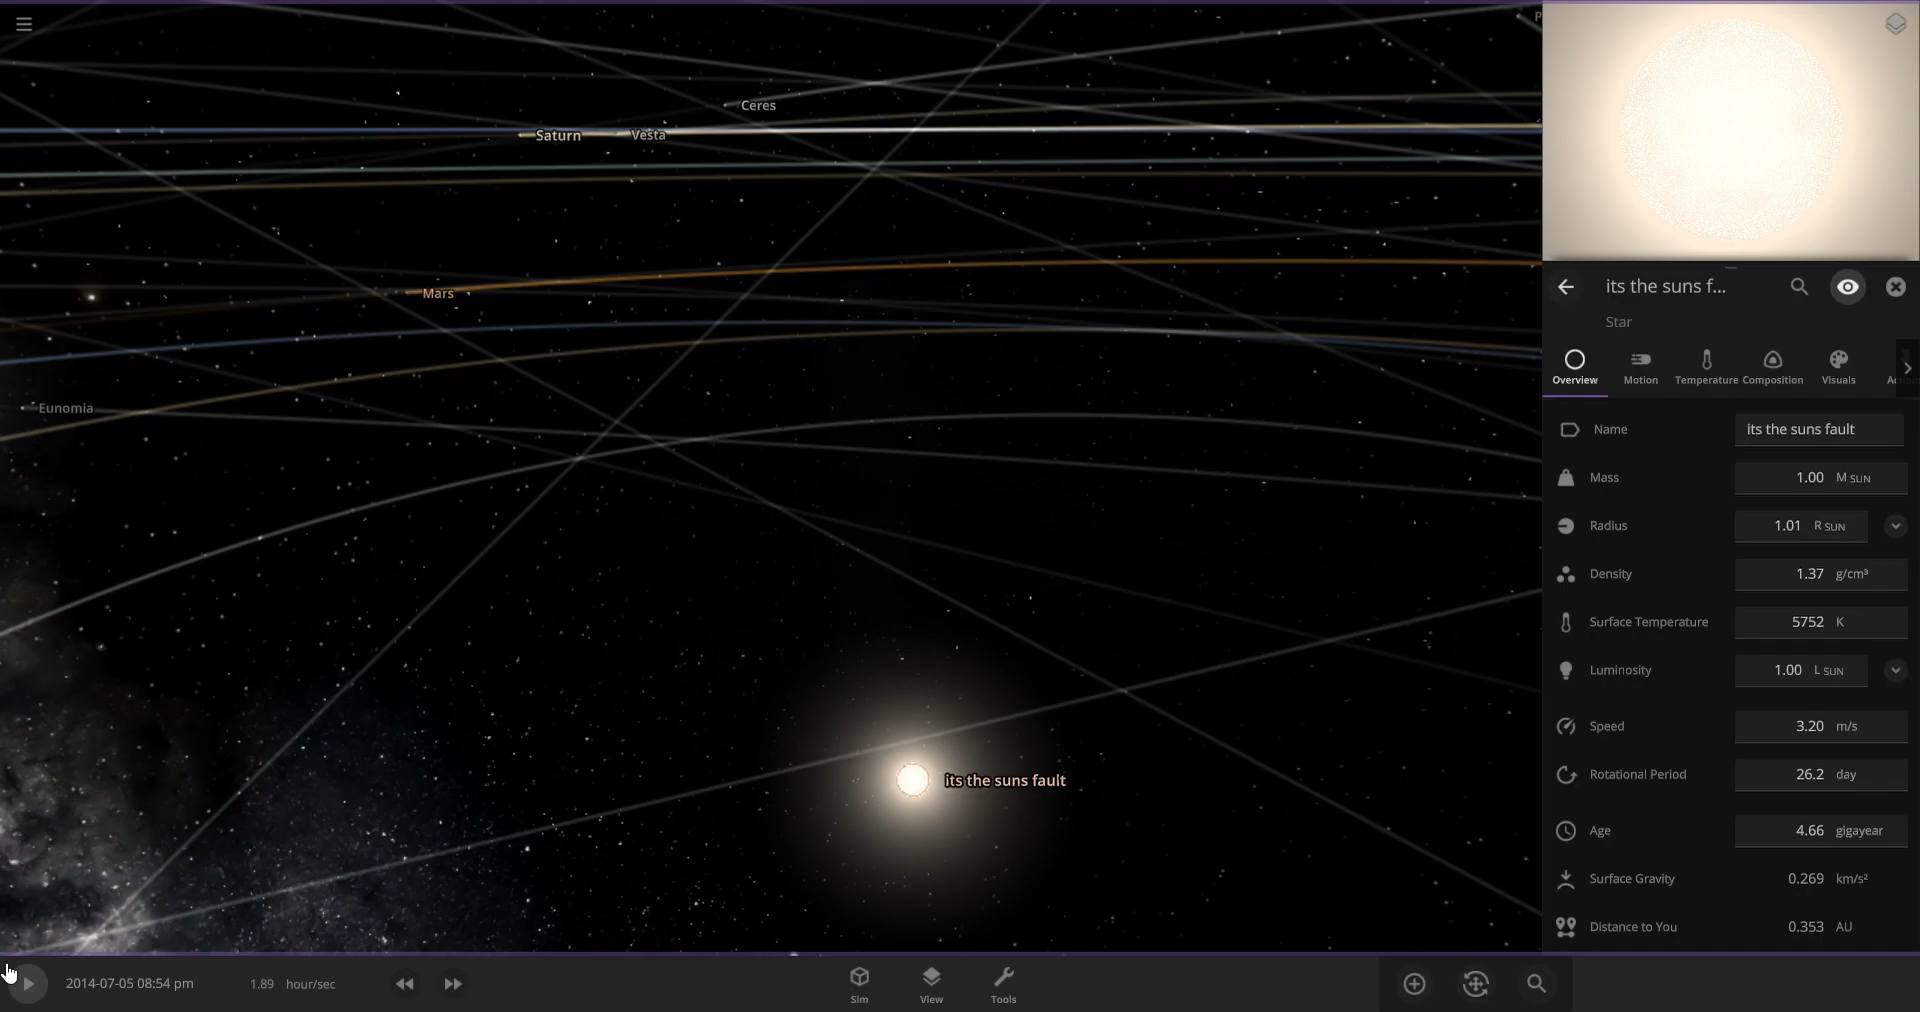 P
Ceres
Saturn
Vesta
Mars
Eunomia
its the suns fault
its the suns f...
Star
Overview
Motion
Temperature
Composition
Visuals
Name
its the suns fault
Mass
1.00 M SUN
Radius
1.01 R SUN
Density
1.37 g/cm³
Surface Temperature
5752 K
Luminosity
1.00 L SUN
Speed
3.20 m/s
Rotational Period
26.2 day
Age
4.66 gigayear
Surface Gravity
0.269 km/s²
Distance to You
0.353 AU
2014-07-05 08:54 pm
1.89 hour/sec
Sim
View
Tools